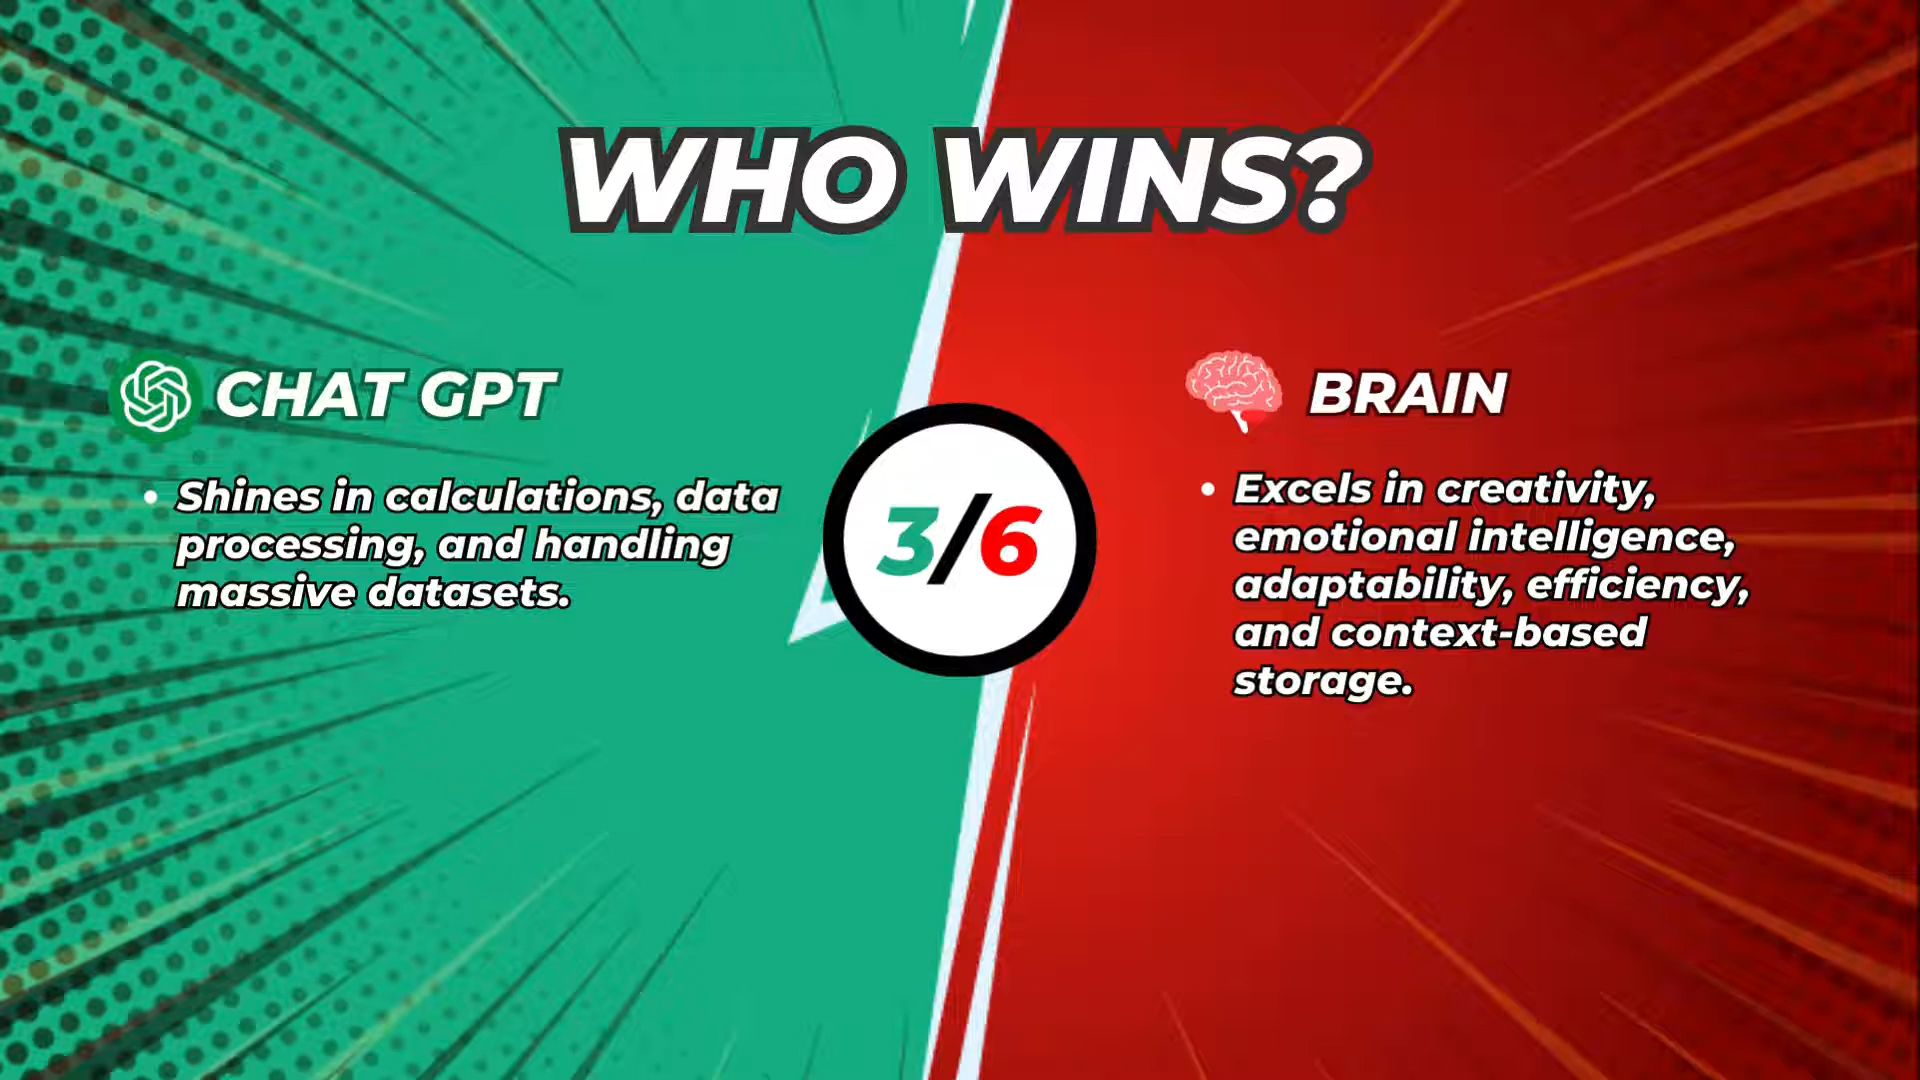 WHO WINS?
CHAT GPT
• Shines in calculations, data
processing, and handling
massive datasets.
3/6
BRAIN
• Excels in creativity,
emotional intelligence,
adaptability, efficiency,
and context-based
storage.